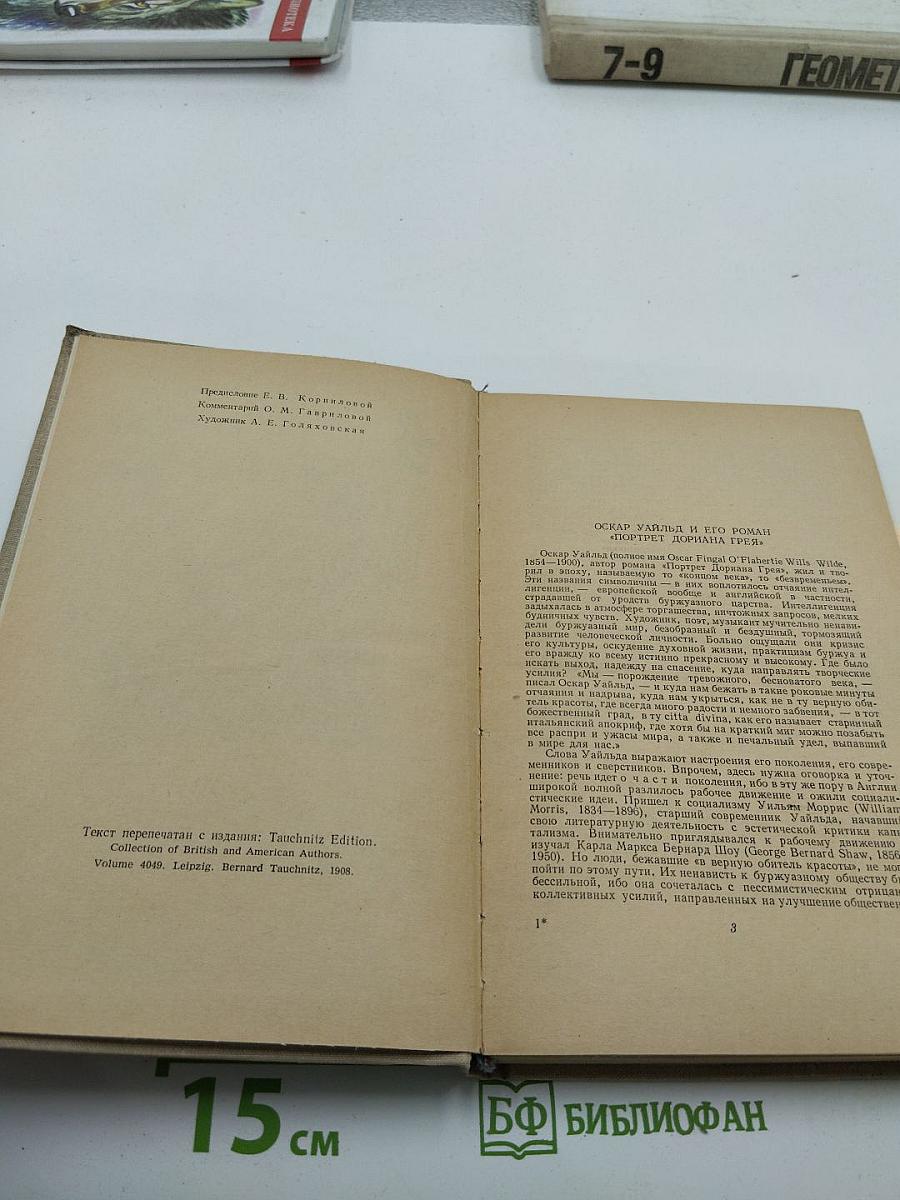 ИОТЕКА
7-9
ГЕОМЕТ
Предисловие Е. В. Корниловой
Комментарий О. М. Гавриловой
Художник А. Е. Голяховская
Текст перепечатан с издания: Tauchnitz Edition.
Collection of British and American Authors.
Volume 4049. Leipzig. Bernard Tauchnitz, 1908.
ОСКАР УАЙЛЬД И ЕГО РОМАН
«ПОРТРЕТ ДОРИАНА ГРЕЯ»
Оскар Уайльд (полное имя Oscar Fingal O'Flahertie Wills Wilde,
1854—1900), автор романа «Портрет Дориана Грея», жил и тво-
рил в эпоху, называемую то «концом века», то «безвременьем».
Эти названия символичны — в них воплотилось отчаяние интел-
лигенции, — европейской вообще и английской в частности,
страдавшей от уродств буржуазного царства. Интеллигенция
задыхалась в атмосфере торгашества, ничтожных запросов, мелких
будничных чувств. Художник, поэт, музыкант мучительно ненави-
дели буржуазный мир, безобразный и бездушный, тормозящий
развитие человеческой личности. Больно ощущали они кризис
его культуры, оскудение духовной жизни, практицизм буржуа и
его вражду ко всему истинно прекрасному и высокому. Где было
искать выход, надежду на спасение, куда направлять творческие
усилия? «Мы — порождение тревожного, бесноватого века, —
писал Оскар Уайльд, — и куда нам бежать в такие роковые минуты
отчаяния и надрыва, куда нам укрыться, как не в ту верную оби-
тель красоты, где всегда много радости и немного забвения, — в тот
божественный град, в ту citta divina, как его называет старинный
итальянский апокриф, где хотя бы на краткий миг можно позабыть
все распри и ужасы мира, а также и печальный удел, выпавший
в мире для нас.»
Слова Уайльда выражают настроения его поколения, его совре-
менников и сверстников. Впрочем, здесь нужна оговорка и уточ-
нение: речь идет о части поколения, ибо в эту же пору в Англии
широкой волной разлилось рабочее движение и ожили социали-
стические идеи. Пришел к социализму Уильям Моррис (William
Morris, 1834—1896), старший современник Уайльда, начавши
свою литературную деятельность с эстетической критики капи
тализма. Внимательно приглядывался к рабочему движению
изучал Карла Маркса Бернард Шоу (George Bernard Shaw, 1856
1950). Но люди, бежавшие «в верную обитель красоты», не мог
пойти по этому пути. Их ненависть к буржуазному обществу бы
бессильной, ибо она сочеталась с пессимистическим отрицан
коллективных усилий, направленных на улучшение обществен
1*
3
15 см
БФ БИБЛИОФАН